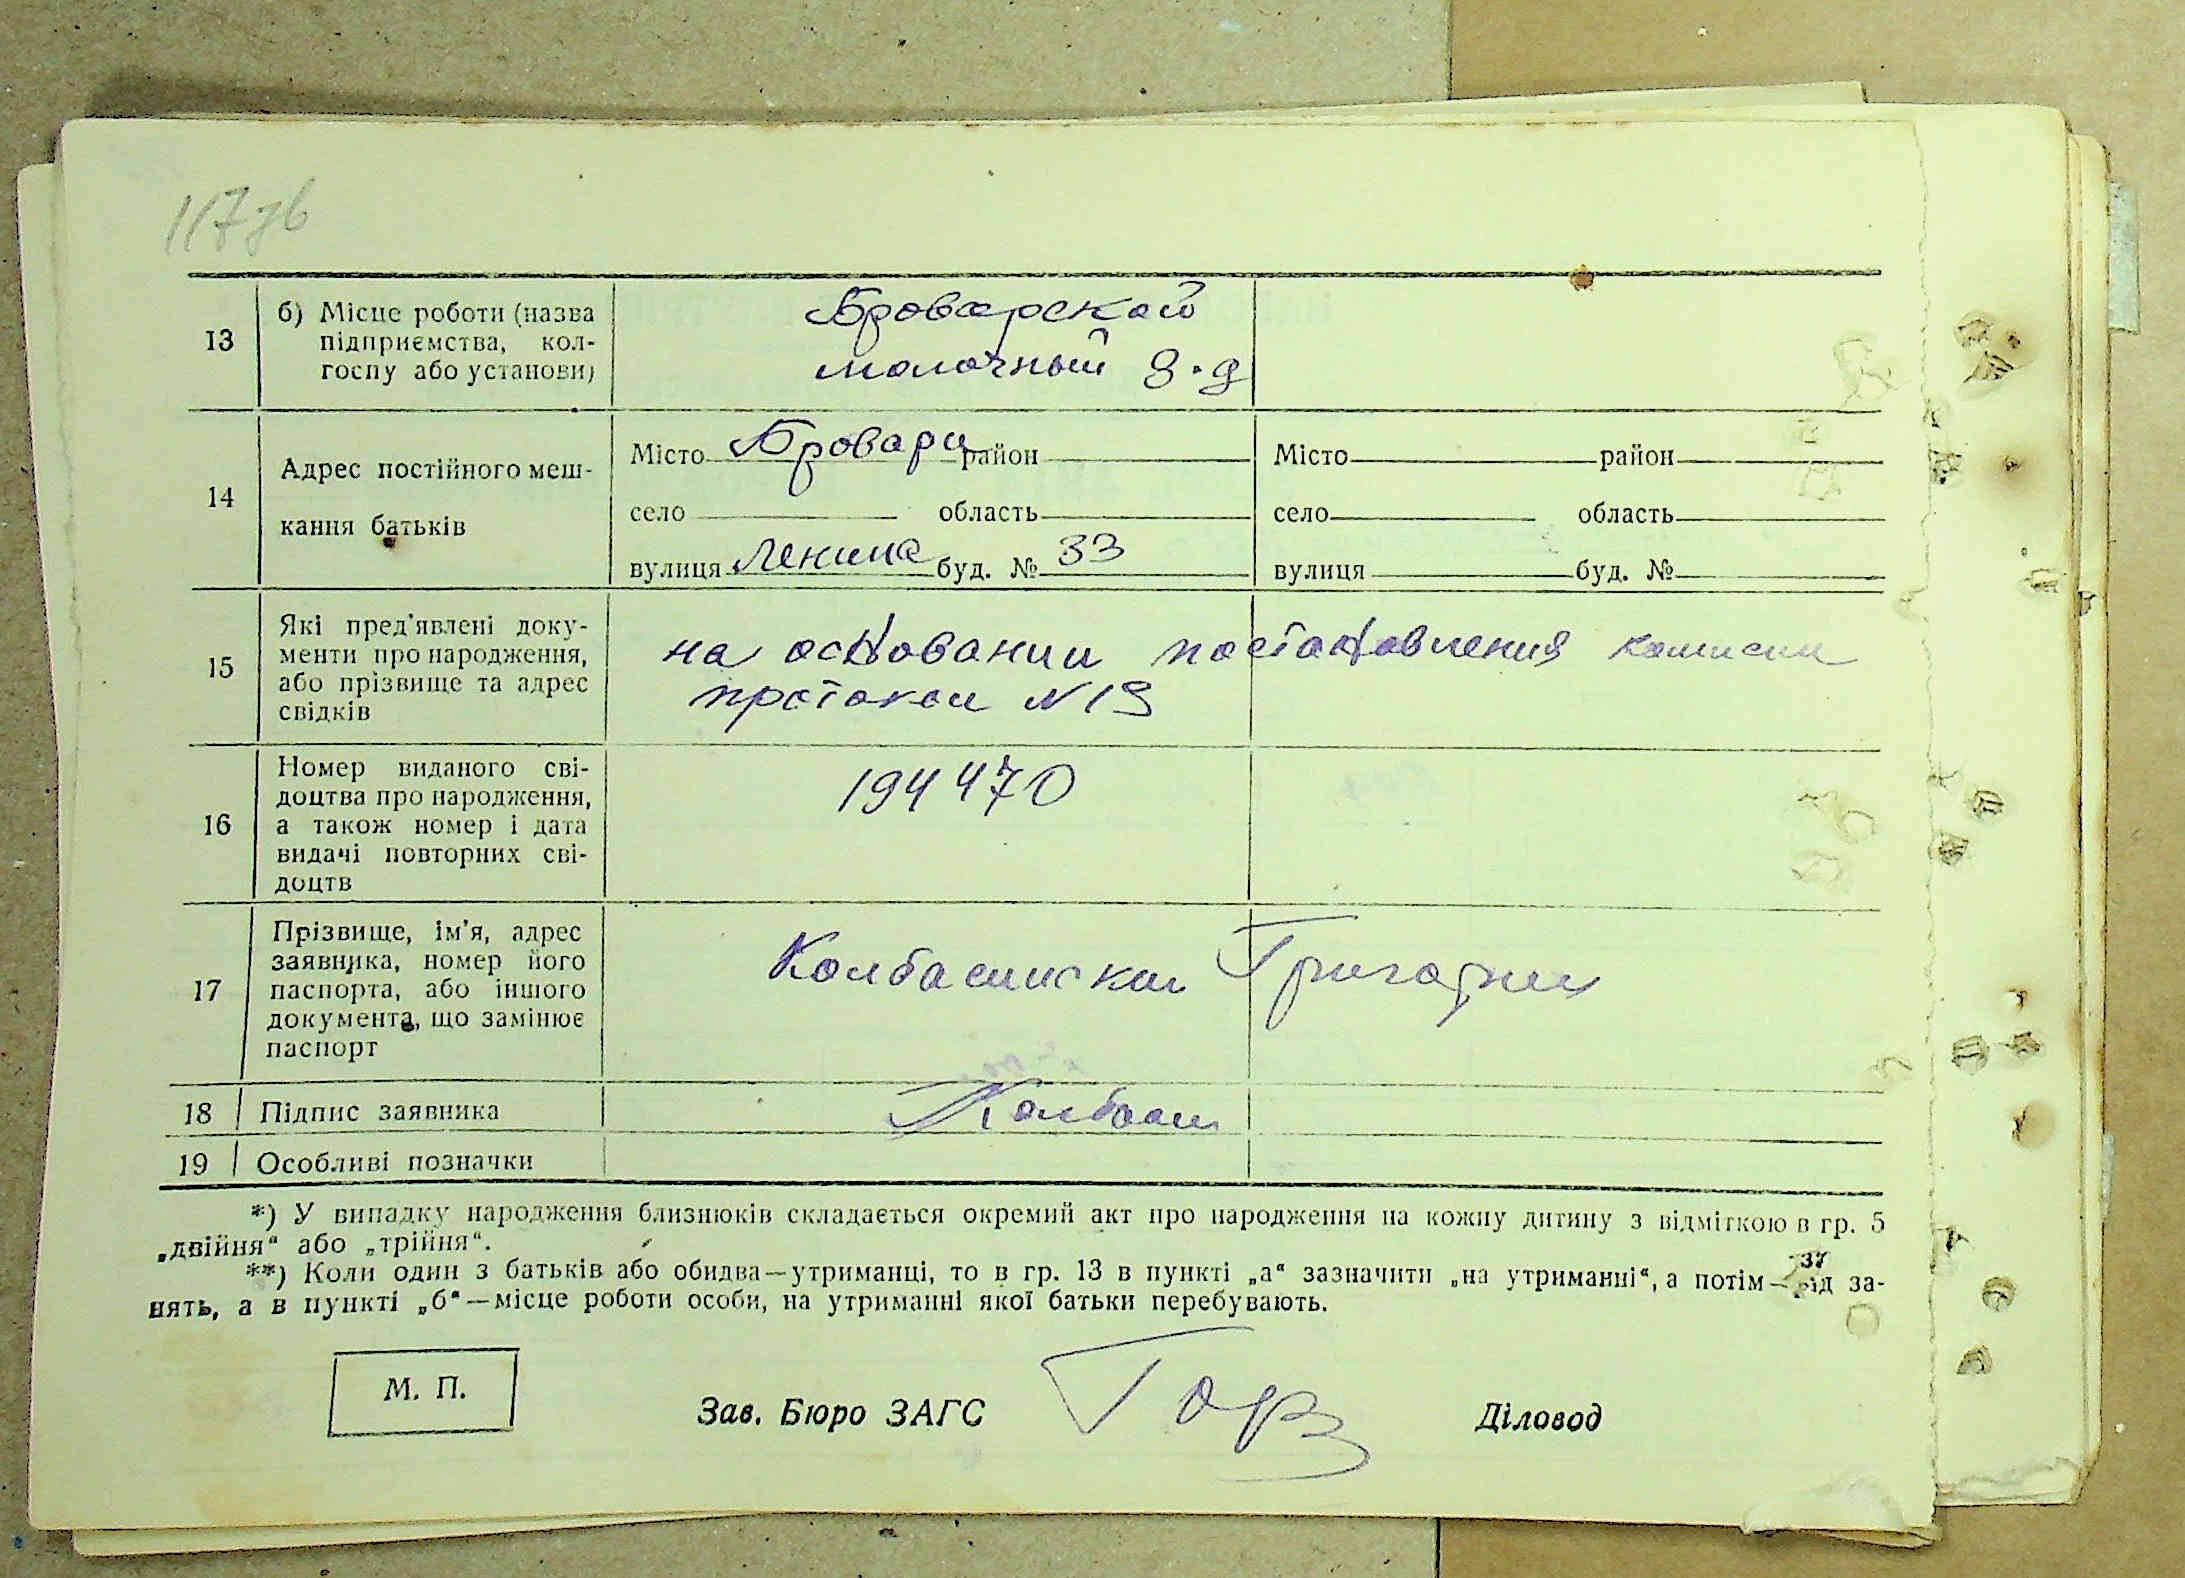 117зв
13 б) Місце роботи (назва підприємства, колгоспу або установи)
Броварской
молочный з-д
14 Адрес постійного мешкання батьків
Місто Бровари район Місто район
село область село область
вулиця Ленина буд. № 33 вулиця буд. №
15 Які пред'явлені документи про народження, або прізвище та адрес свідків
на основании постановления комисии
протокол N 19
16 Номер виданого свідоцтва про народження, а також номер і дата видачі повторних свідоцтв
194470
17 Прізвище, ім'я, адрес заявника, номер його паспорта, або іншого документа, що замінює паспорт
Григорий
18 Підпис заявника
19 Особливі позначки
*) У випадку народження близнюків складається окремий акт про народження на кожну дитину з відміткою в гр. 5
„двійня“ або „трійня“.
37
**) Коли один з батьків або обидва—утриманці, то в гр. 13 в пункті „а“ зазначити „на утриманні“, а потім—рід за-
нять, а в пункті „б“—місце роботи особи, на утриманні якої батьки перебувають.
М. П.
Зав. Бюро ЗАГС Діловод